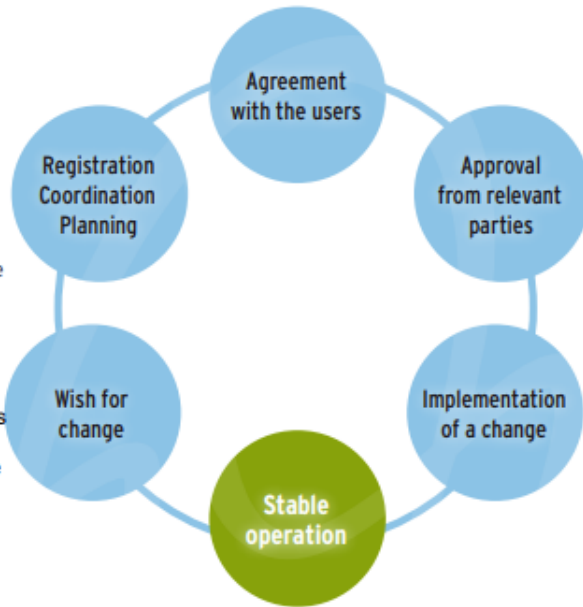 Agreement
with the users
Registration
Coordination
Planning
Approval
from relevant
parties
e
s
e
Wish for
change
Implementation
of a change
Stable
operation